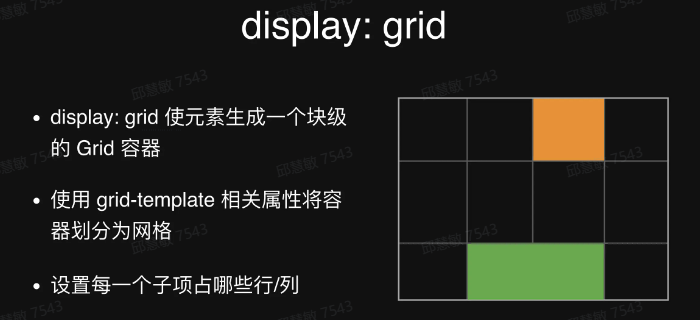 display: grid
• display: grid 使元素生成一个块级
的 Grid 容器
• 使用 grid-template 相关属性将容
器划分为网格
• 设置每一个子项占哪些行/列
邱慧敏 7543